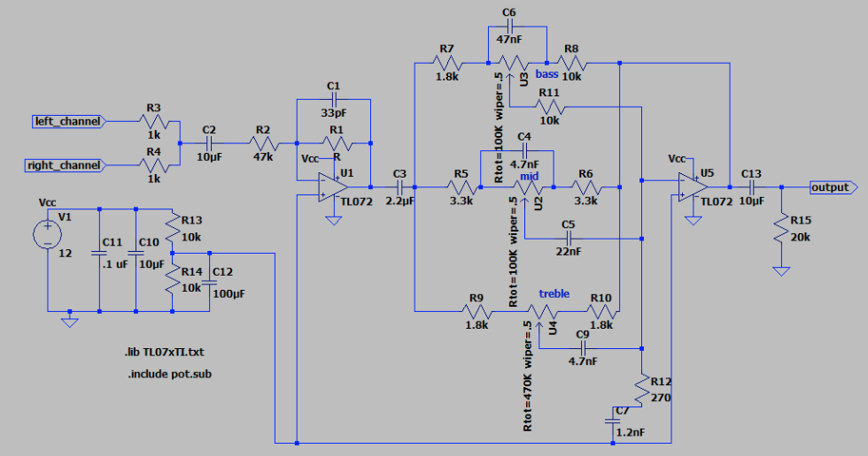 C6
47nF
R7
1.8k
U3
bass
R8
10k
Rtot=100K wiper=.5
R11
10k
C1
33pF
left_channel
R3
1k
C2
10µF
R2
47k
R1
R
right_channel
R4
1k
Vcc
U1
TL072
C3
2.2µF
C4
4.7nF
mid
R5
3.3k
U2
R6
3.3k
Rtot=100K wiper=.5
C5
22nF
Vcc
U5
TL072
C13
10µF
output
R15
20k
Vcc
V1
12
C11
.1 uF
C10
10µF
R13
10k
R14
10k
C12
100µF
treble
R9
1.8k
U4
R10
1.8k
Rtot=470K wiper=.5
C9
4.7nF
R12
270
C7
1.2nF
.lib TL07xTI.txt
.include pot.sub